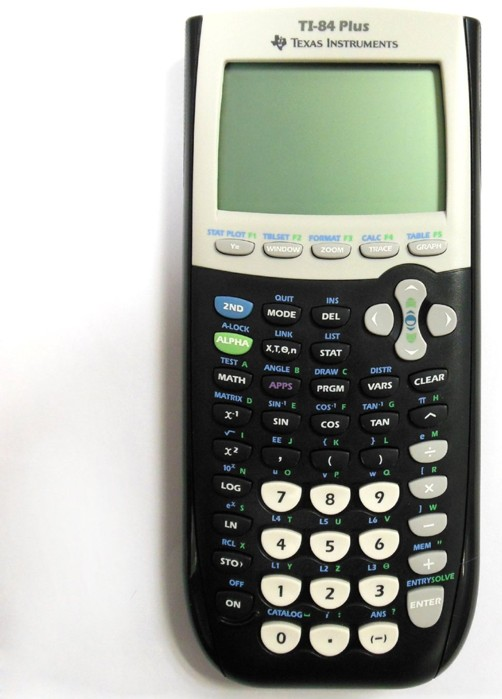 TI-84 Plus
TEXAS INSTRUMENTS
STAT PLOT F1 TBLSET F2 FORMAT F3 CALC F4 TABLE F5
Y= WINDOW ZOOM TRACE GRAPH
QUIT INS
2ND MODE DEL
A-LOCK LINK LIST
ALPHA X,T,Θ,n STAT
TEST A ANGLE B DRAW C DISTR
MATH APPS PRGM VARS CLEAR
MATRIX D SIN⁻¹ E COS⁻¹ F TAN⁻¹ G π H
x⁻¹ SIN COS TAN ^
√ I EE J { K } L e M
x² , ( ) ÷
10ˣ N u O v P w Q [ R
LOG 7 8 9 ×
eˣ S L4 T L5 U L6 V ] W
LN 4 5 6 −
RCL X L1 Y L2 Z L3 θ MEM "
STO› 1 2 3 +
OFF CATALOG ⎵ i : ANS ? ENTRY SOLVE
ON 0 . (−) ENTER